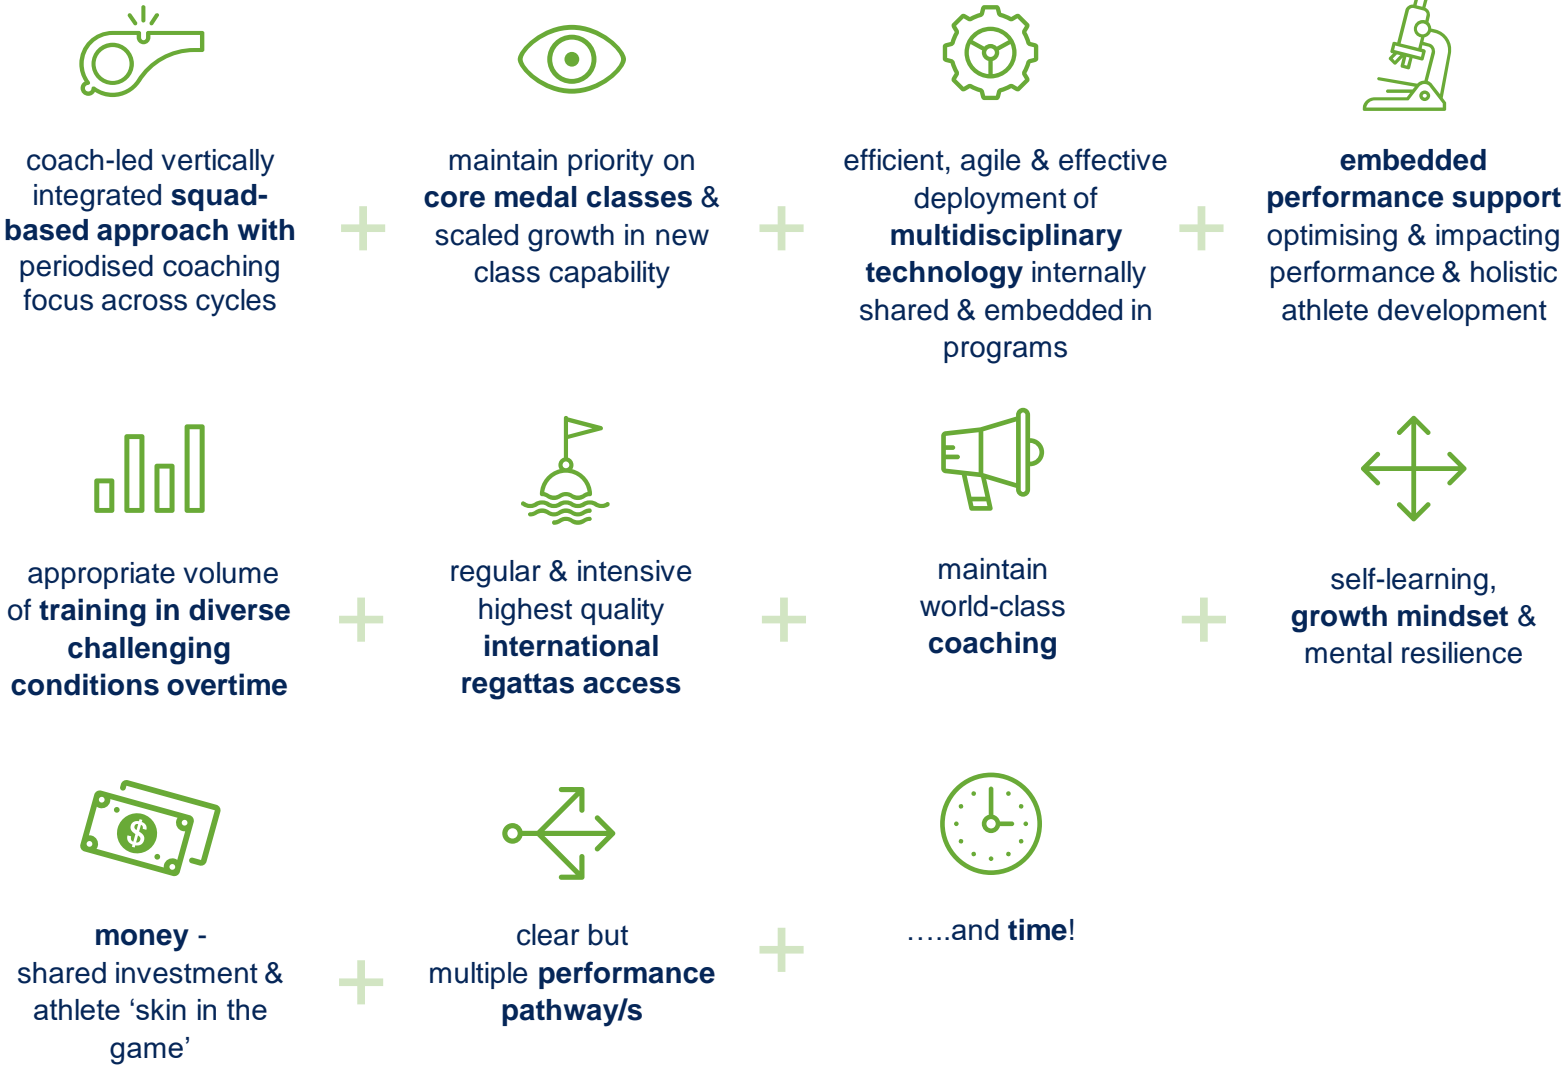 coach-led vertically
integrated squad-
based approach with
periodised coaching
focus across cycles
+
maintain priority on
core medal classes &
scaled growth in new
class capability
+
efficient, agile & effective
deployment of
multidisciplinary
technology internally
shared & embedded in
programs
+
embedded
performance support
optimising & impacting
performance & holistic
athlete development
appropriate volume
of training in diverse
challenging
conditions overtime
+
regular & intensive
highest quality
international
regattas access
+
maintain
world-class
coaching
+
self-learning,
growth mindset &
mental resilience
$
money -
shared investment &
athlete ‘skin in the
game’
+
clear but
multiple performance
pathway/s
+
…..and time!